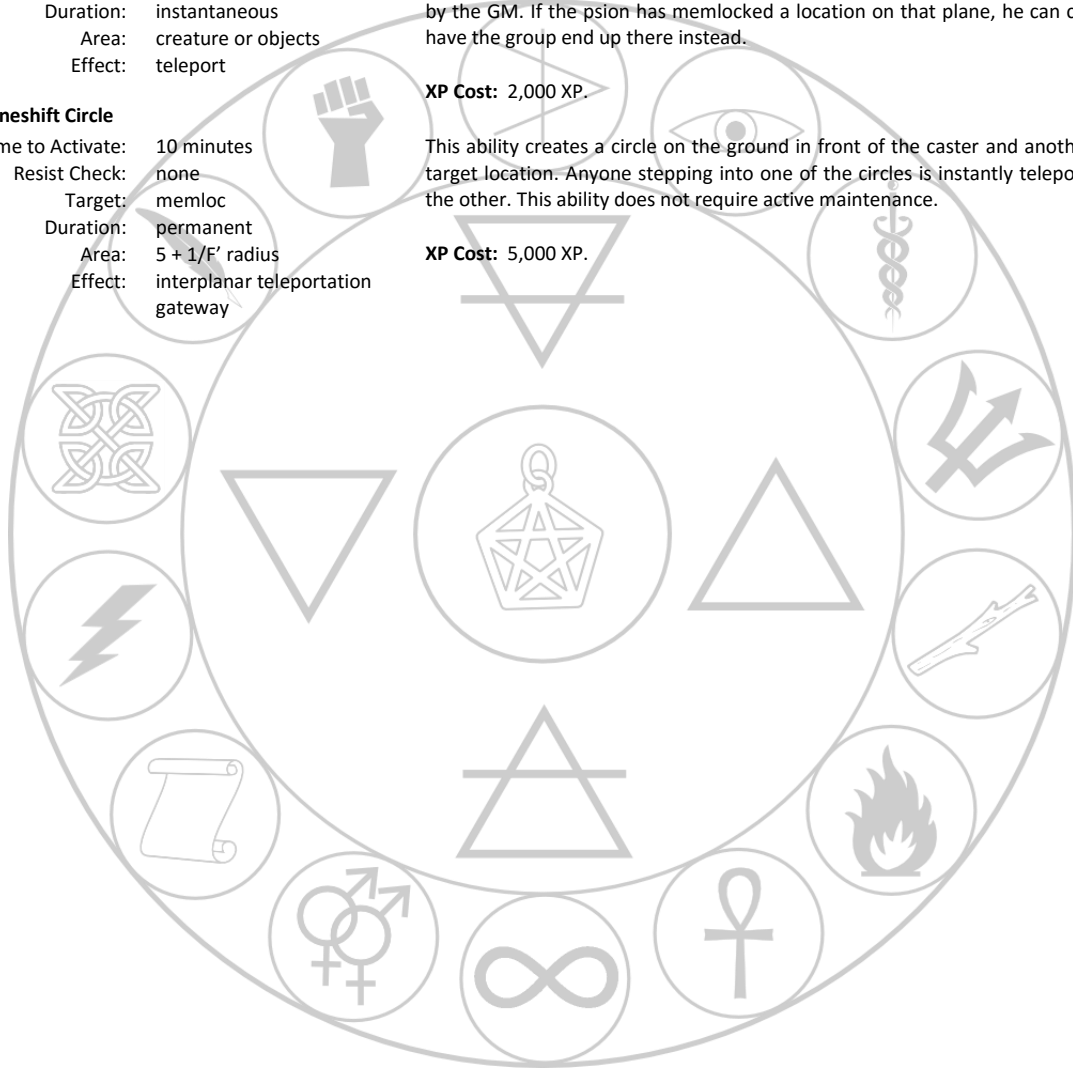 Duration: instantaneous
Area: creature or objects
Effect: teleport
by the GM. If the psion has memlocked a location on that plane, he can c
have the group end up there instead.
XP Cost: 2,000 XP.
neshift Circle
me to Activate: 10 minutes
Resist Check: none
Target: memloc
Duration: permanent
Area: 5 + 1/F’ radius
Effect: interplanar teleportation
gateway
This ability creates a circle on the ground in front of the caster and anoth
target location. Anyone stepping into one of the circles is instantly telepo
the other. This ability does not require active maintenance.
XP Cost: 5,000 XP.